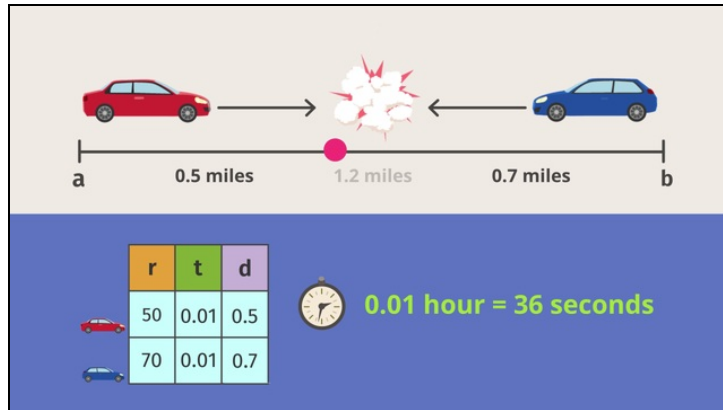 a 0.5 miles 1.2 miles 0.7 miles b
r t d
50 0.01 0.5
70 0.01 0.7
0.01 hour = 36 seconds